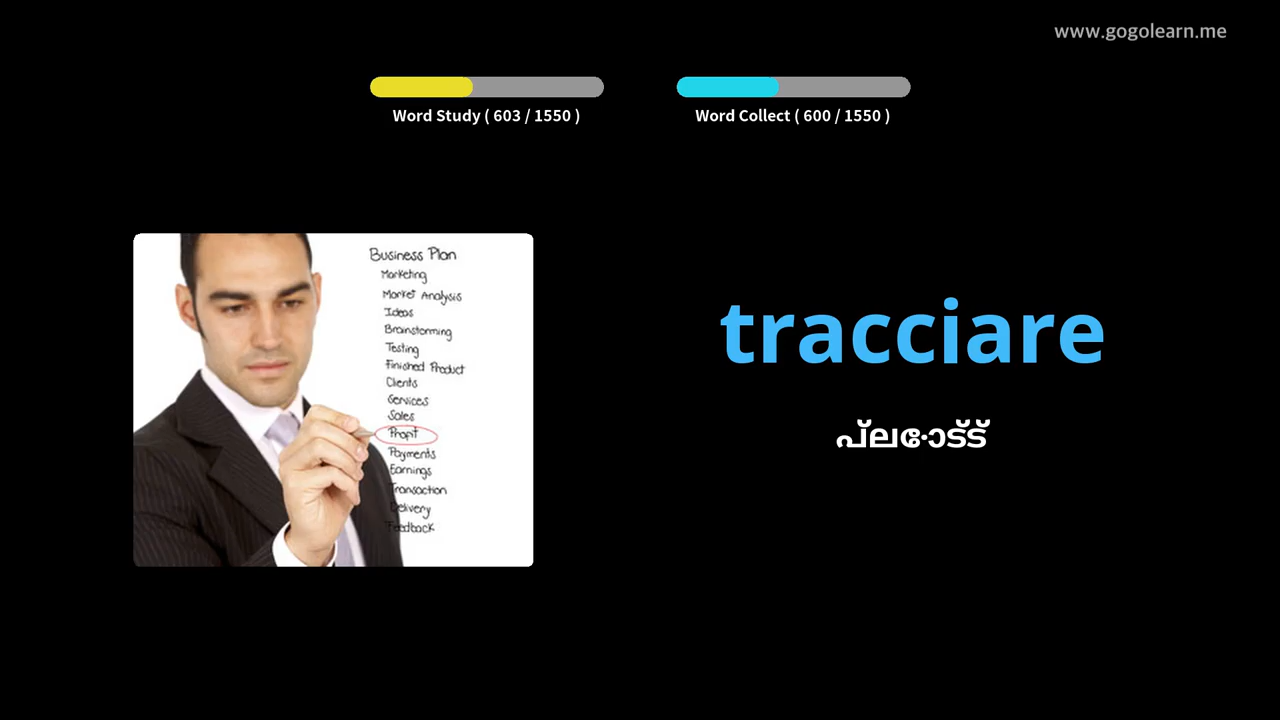 www.gogolearn.me
Word Study ( 603 / 1550 )
Word Collect ( 600 / 1550 )
Business Plan
Marketing
Market Analysis
Ideas
Brainstorming
Testing
Finished Product
Clients
Services
Sales
Profit
Payments
Earnings
Transaction
Delivery
Feedback
tracciare
പ്ലോട്ട്